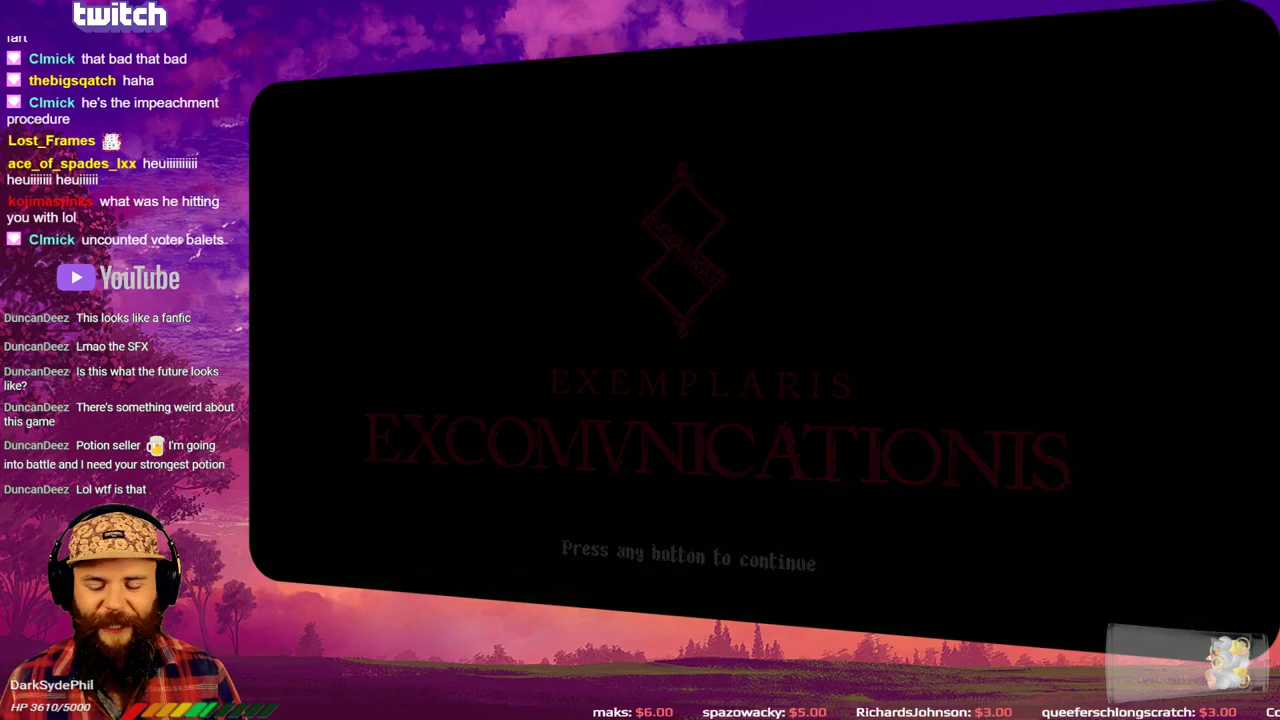 twitch
Clmick that bad that bad
thebigsqatch haha
Clmick he's the impeachment
procedure
Lost_Frames
ace_of_spades_lxx heuiiiiiiiiii
heuiiiiiii heuiiiiii
kojimastinks what was he hitting
you with lol
Clmick uncounted voter balets
YouTube
DuncanDeez This looks like a fanfic
DuncanDeez Lmao the SFX
DuncanDeez Is this what the future looks
like?
DuncanDeez There's something weird about
this game
DuncanDeez Potion seller I'm going
into battle and I need your strongest potion
DuncanDeez Lol wtf is that
EXEMPLARIS
EXCOMVNICATIONIS
Press any button to continue
DarkSydePhil
HP 3610/5000
maks: $6.00 spazowacky: $5.00 RichardsJohnson: $3.00 queeferschlongscratch: $3.00